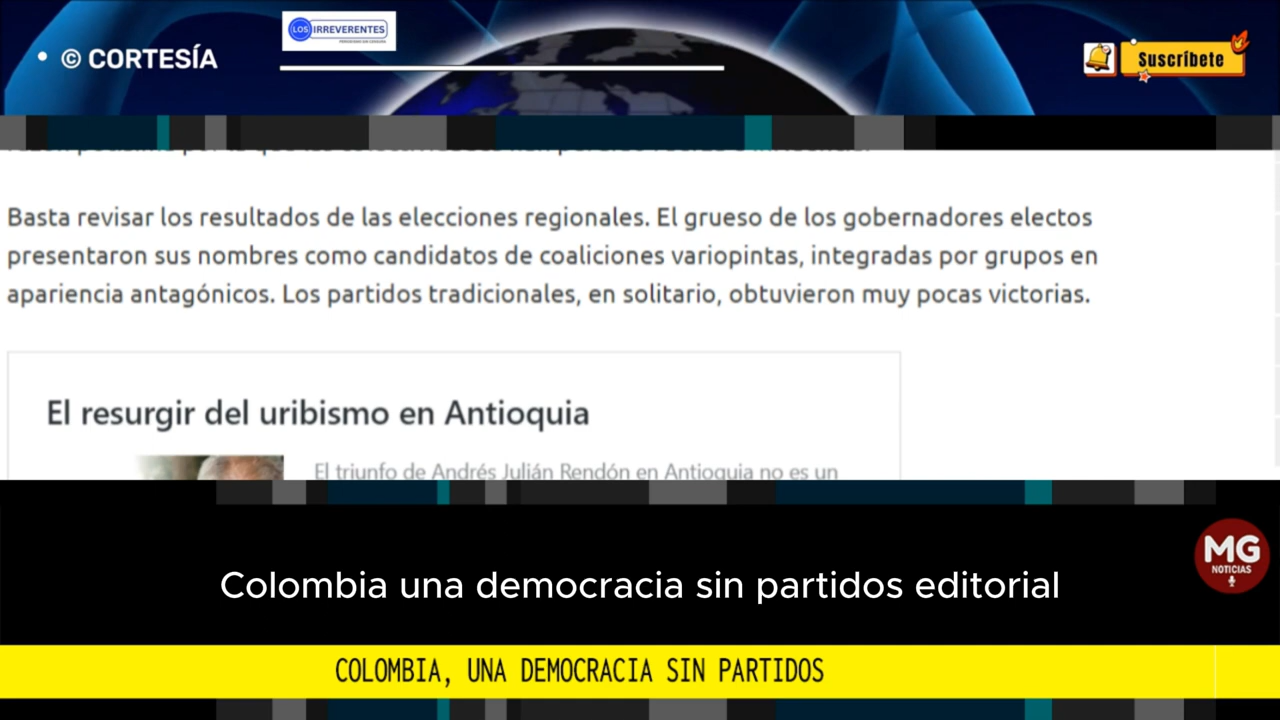 • © CORTESÍA
LOS IRREVERENTES
Suscríbete
Basta revisar los resultados de las elecciones regionales. El grueso de los gobernadores electos
presentaron sus nombres como candidatos de coaliciones variopintas, integradas por grupos en
apariencia antagónicos. Los partidos tradicionales, en solitario, obtuvieron muy pocas victorias.
El resurgir del uribismo en Antioquia
El triunfo de Andrés Julián Rendón en Antioquia no es un
MG
NOTICIAS
Colombia una democracia sin partidos editorial
COLOMBIA, UNA DEMOCRACIA SIN PARTIDOS